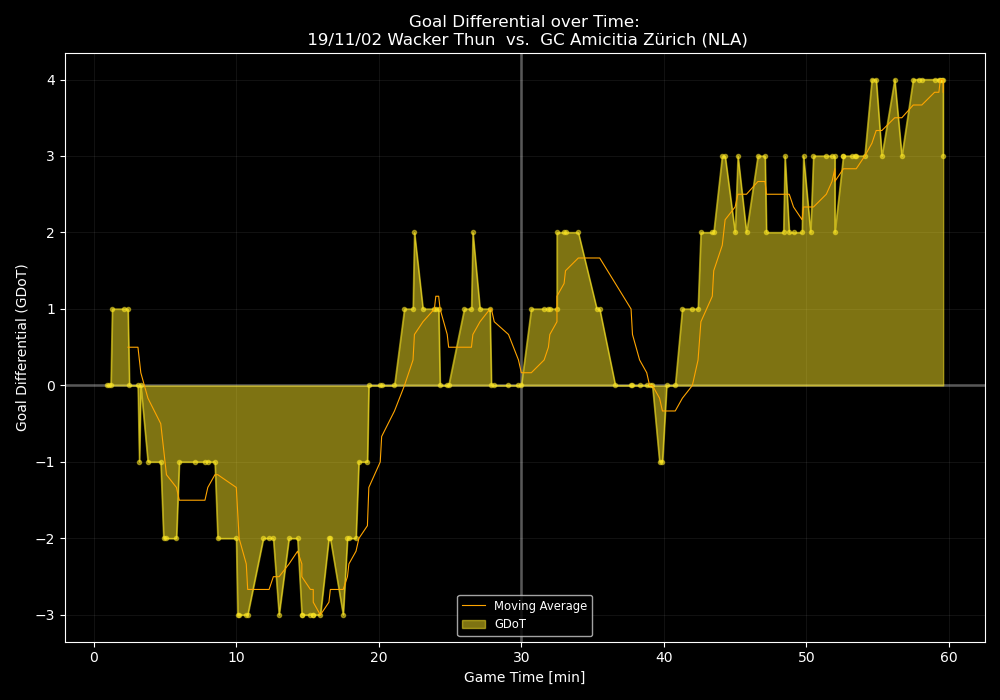 Goal Differential over Time:
19/11/02 Wacker Thun  vs.  GC Amicitia Zürich (NLA)
Goal Differential (GDoT)
4
3
2
1
0
−1
−2
−3
0 10 20 30 40 50 60
Game Time [min]
Moving Average
GDoT